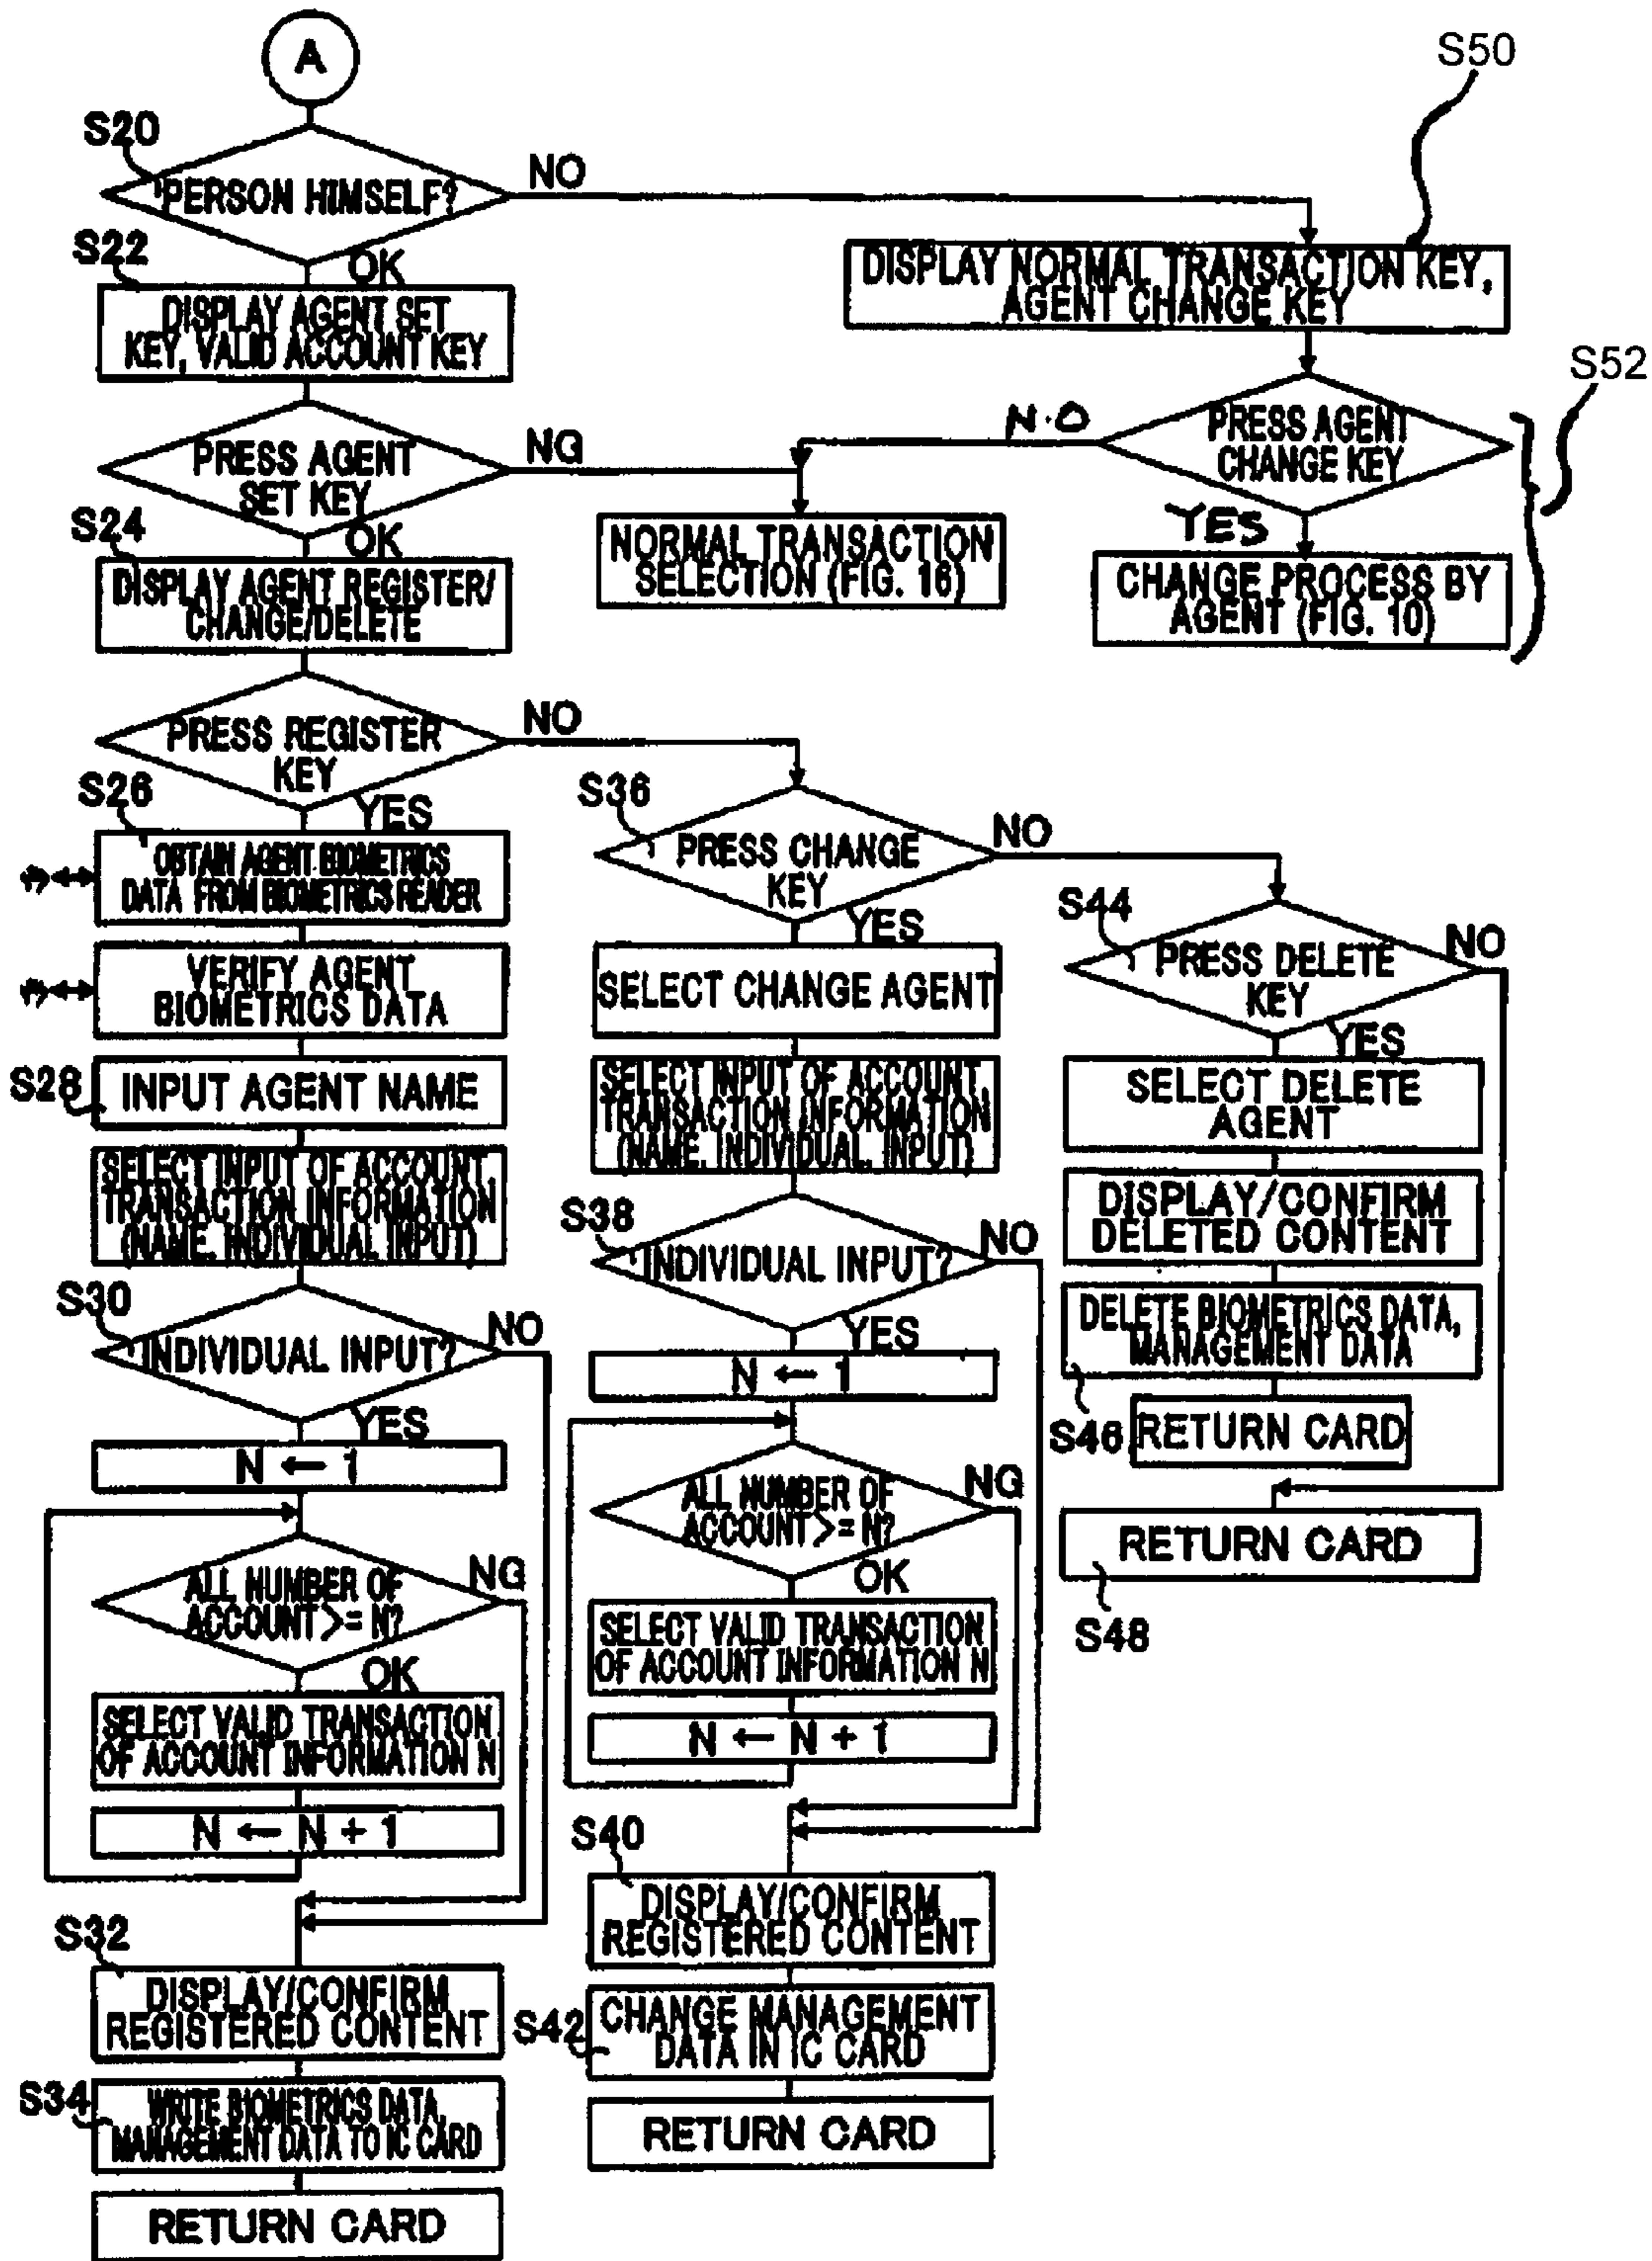 A
S20
PERSON HIMSELF?
NO
OK
S22
DISPLAY AGENT SET
KEY, VALID ACCOUNT KEY
PRESS AGENT
SET KEY
NG
OK
S50
DISPLAY NORMAL TRANSACTION KEY,
AGENT CHANGE KEY
S52
PRESS AGENT
CHANGE KEY
N.O
YES
NORMAL TRANSACTION
SELECTION (FIG. 16)
CHANGE PROCESS BY
AGENT (FIG. 10)
S24
DISPLAY AGENT REGISTER/
CHANGE/DELETE
PRESS REGISTER
KEY
NO
YES
S26
OBTAIN AGENT BIOMETRICS
DATA FROM BIOMETRICS READER
VERIFY AGENT
BIOMETRICS DATA
S28
INPUT AGENT NAME
SELECT INPUT OF ACCOUNT,
TRANSACTION INFORMATION
(NAME. INDIVIDUAL INPUT)
S30
INDIVIDUAL INPUT?
NO
YES
N ← 1
ALL NUMBER OF
ACCOUNT >= N?
NG
OK
SELECT VALID TRANSACTION
OF ACCOUNT INFORMATION N
N ← N + 1
S32
DISPLAY/CONFIRM
REGISTERED CONTENT
S34
WRITE BIOMETRICS DATA,
MANAGEMENT DATA TO IC CARD
RETURN CARD
S36
PRESS CHANGE
KEY
NO
YES
SELECT CHANGE AGENT
SELECT INPUT OF ACCOUNT,
TRANSACTION INFORMATION
(NAME. INDIVIDUAL. INPUT)
S38
INDIVIDUAL INPUT?
NO
YES
N ← 1
ALL NUMBER OF
ACCOUNT >= N?
NG
OK
SELECT VALID TRANSACTION
OF ACCOUNT INFORMATION N
N ← N + 1
S40
DISPLAY/CONFIRM
REGISTERED CONTENT
S42
CHANGE MANAGEMENT
DATA IN IC CARD
RETURN CARD
S44
PRESS DELETE
KEY
NO
YES
SELECT DELETE
AGENT
DISPLAY/CONFIRM
DELETED CONTENT
DELETE BIOMETRICS DATA,
MANAGEMENT DATA
S46
RETURN CARD
RETURN CARD
S48